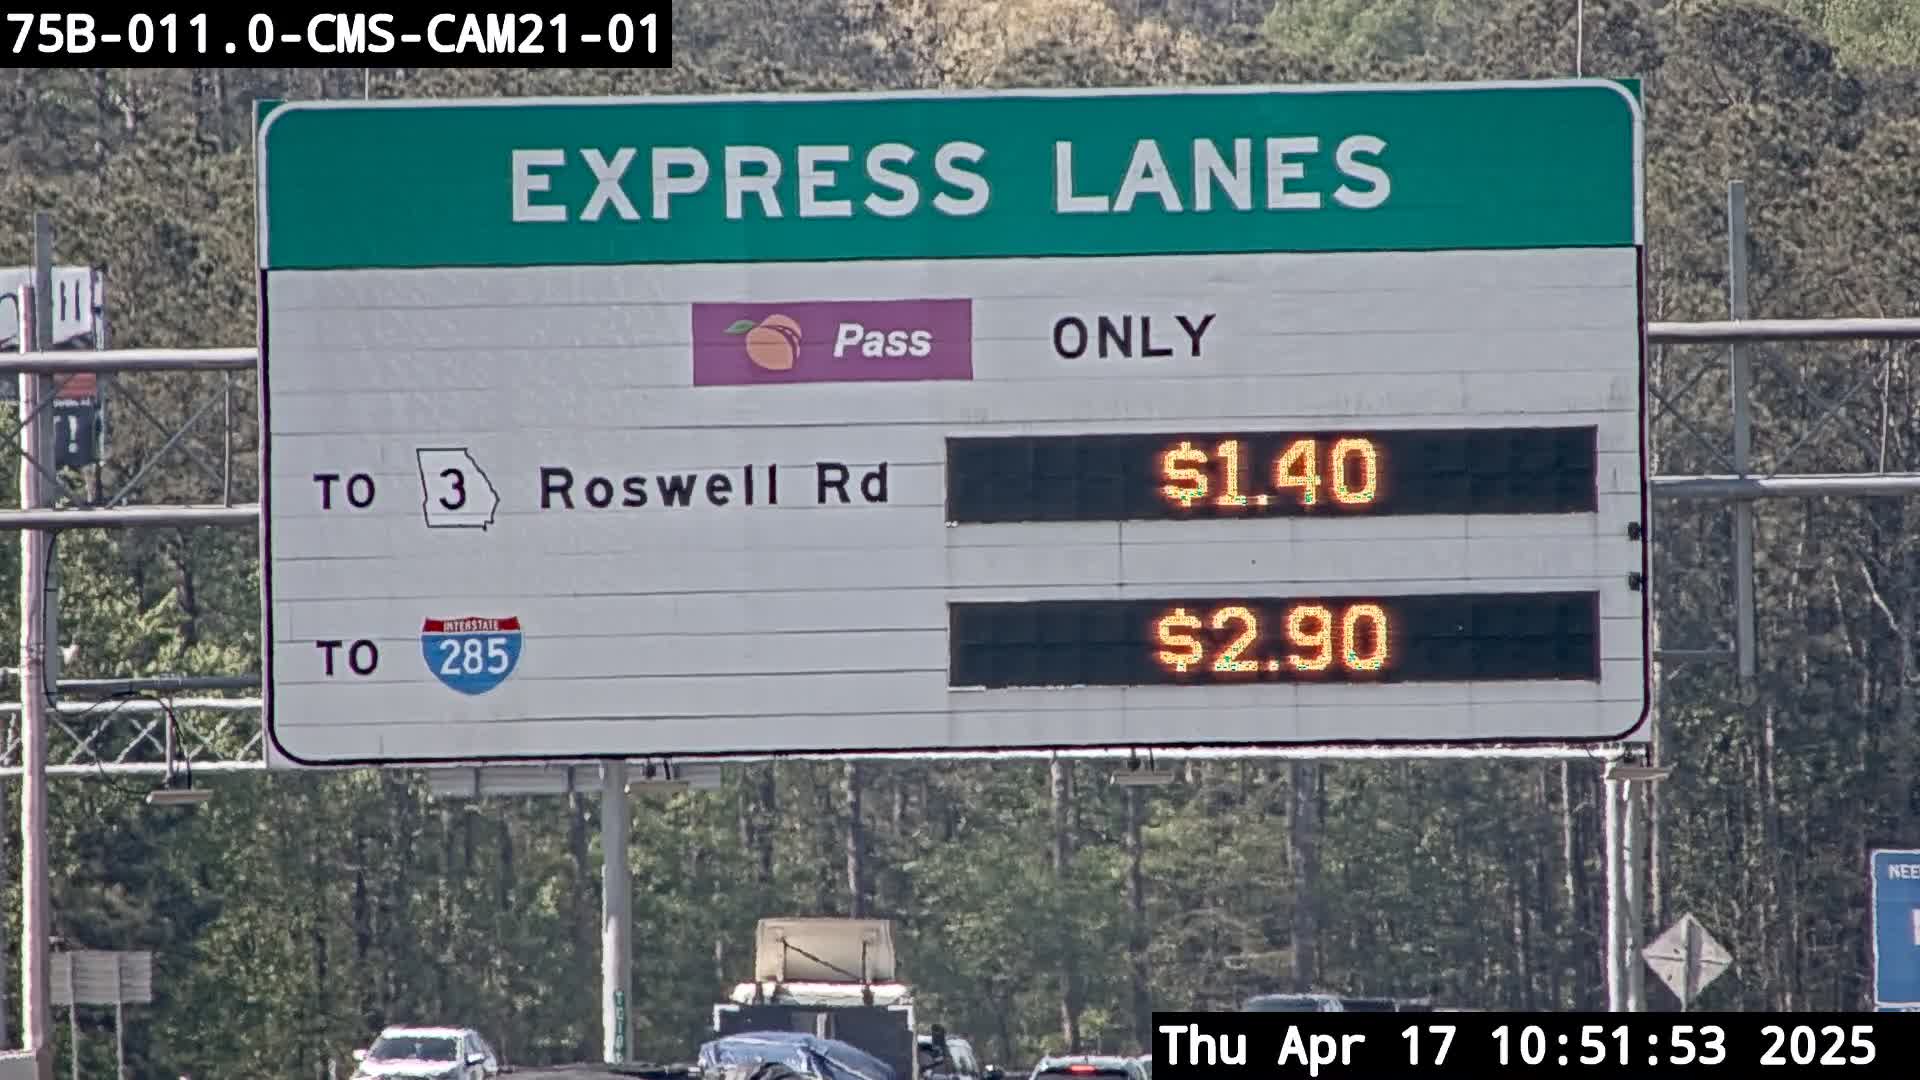 75B-011.0-CMS-CAM21-01
EXPRESS LANES
Pass ONLY
TO 3 Roswell Rd $1.40
TO INTERSTATE 285 $2.90
Thu Apr 17 10:51:53 2025